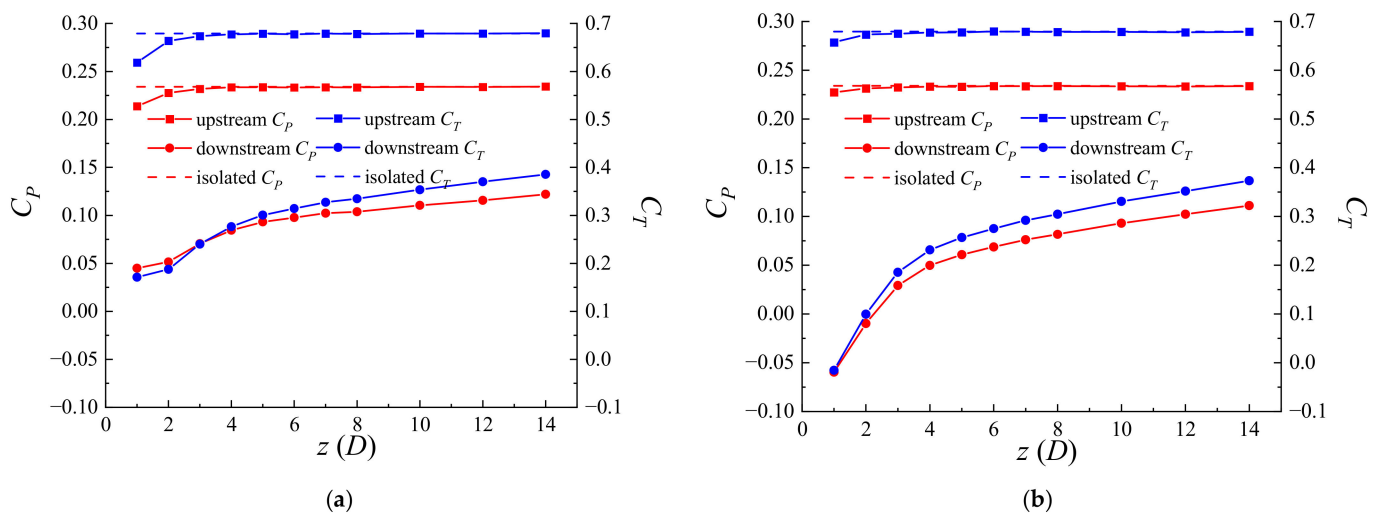 0.30
0.25
0.20
0.15
0.10
0.05
0.00
−0.05
−0.10
C_P
0.7
0.6
0.5
0.4
0.3
0.2
0.1
0.0
−0.1
C_T
upstream C_P upstream C_T
downstream C_P downstream C_T
isolated C_P isolated C_T
0 2 4 6 8 10 12 14
z (D)
(a)
0.30
0.25
0.20
0.15
0.10
0.05
0.00
−0.05
−0.10
C_P
0.7
0.6
0.5
0.4
0.3
0.2
0.1
0.0
−0.1
C_T
upstream C_P upstream C_T
downstream C_P downstream C_T
isolated C_P isolated C_T
0 2 4 6 8 10 12 14
z (D)
(b)